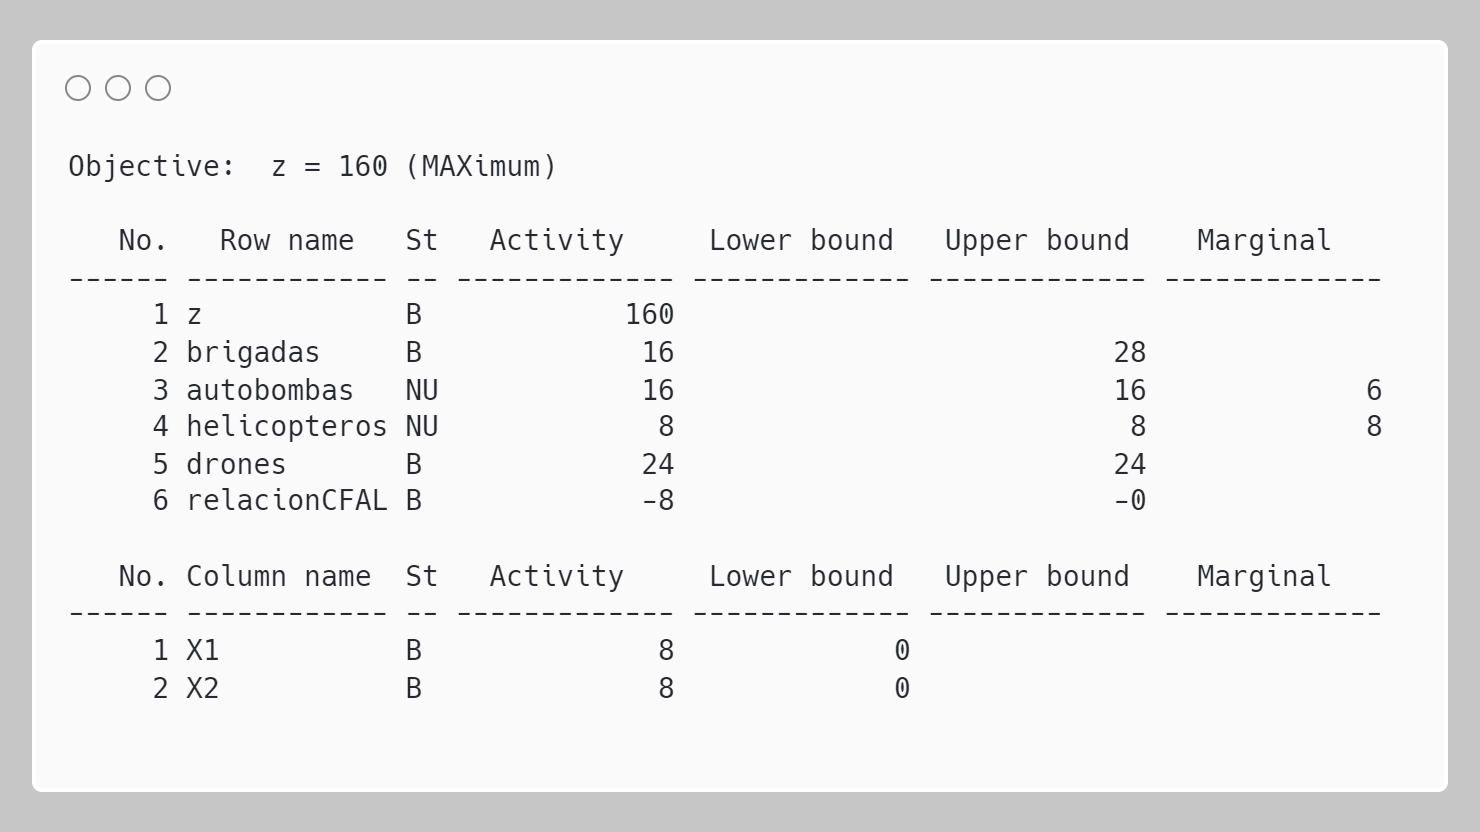 Objective:  z = 160 (MAXimum)
   No.   Row name   St   Activity     Lower bound   Upper bound    Marginal
------ ------------ -- ------------- ------------- ------------- -------------
     1 z            B            160
     2 brigadas     B             16                          28
     3 autobombas   NU            16                          16             6
     4 helicopteros NU             8                           8             8
     5 drones       B             24                          24
     6 relacionCFAL B             -8                          -0
   No. Column name  St   Activity     Lower bound   Upper bound    Marginal
------ ------------ -- ------------- ------------- ------------- -------------
     1 X1           B              8             0
     2 X2           B              8             0